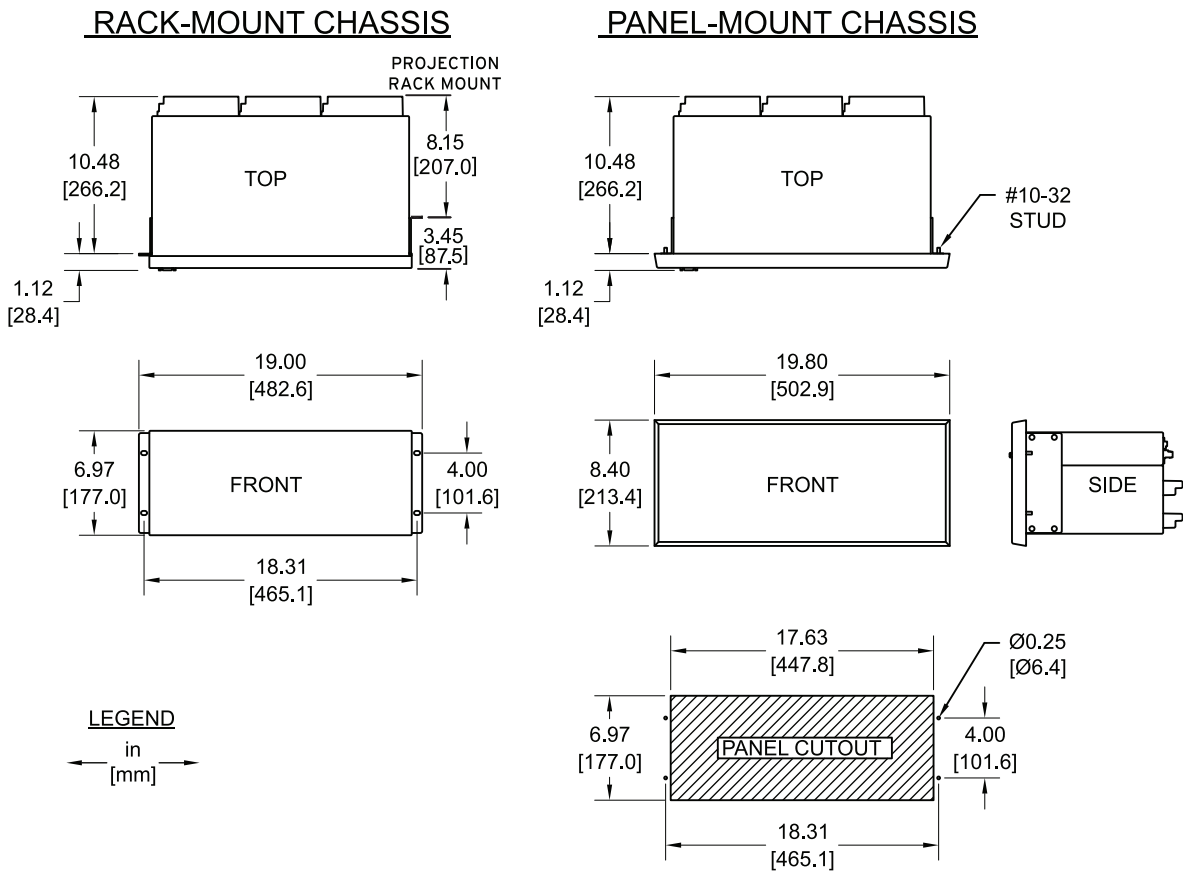 RACK-MOUNT CHASSIS
PROJECTION
RACK MOUNT
10.48
[266.2]
TOP
8.15
[207.0]
3.45
[87.5]
1.12
[28.4]
19.00
[482.6]
6.97
[177.0]
FRONT
4.00
[101.6]
18.31
[465.1]
LEGEND
in
[mm]
PANEL-MOUNT CHASSIS
10.48
[266.2]
TOP
#10-32
STUD
1.12
[28.4]
19.80
[502.9]
8.40
[213.4]
FRONT
SIDE
17.63
[447.8]
Ø0.25
[Ø6.4]
6.97
[177.0]
PANEL CUTOUT
4.00
[101.6]
18.31
[465.1]